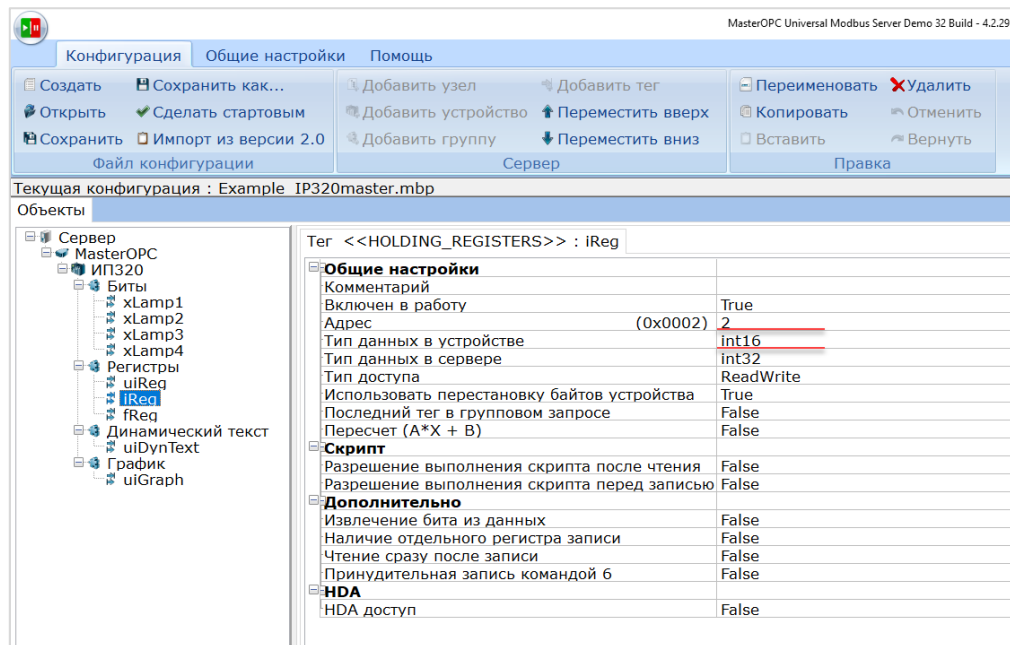 MasterOPC Universal Modbus Server Demo 32 Build - 4.2.29
Конфигурация Общие настройки Помощь
Создать Сохранить как... Добавить узел Добавить тег Переименовать Удалить
Открыть Сделать стартовым Добавить устройство Переместить вверх Копировать Отменить
Сохранить Импорт из версии 2.0 Добавить группу Переместить вниз Вставить Вернуть
Файл конфигурации Сервер Правка
Текущая конфигурация : Example_IP320master.mbp
Объекты
Сервер
MasterOPC
ИП320
Биты
xLamp1
xLamp2
xLamp3
xLamp4
Регистры
uiReg
iReg
fReg
Динамический текст
uiDynText
График
uiGraph
Тег <<HOLDING_REGISTERS>> : iReg
Общие настройки
Комментарий
Включен в работу True
Адрес (0x0002) 2
Тип данных в устройстве int16
Тип данных в сервере int32
Тип доступа ReadWrite
Использовать перестановку байтов устройства True
Последний тег в групповом запросе False
Пересчет (A*X + B) False
Скрипт
Разрешение выполнения скрипта после чтения False
Разрешение выполнения скрипта перед записью False
Дополнительно
Извлечение бита из данных False
Наличие отдельного регистра записи False
Чтение сразу после записи False
Принудительная запись командой 6 False
HDA
HDA доступ False